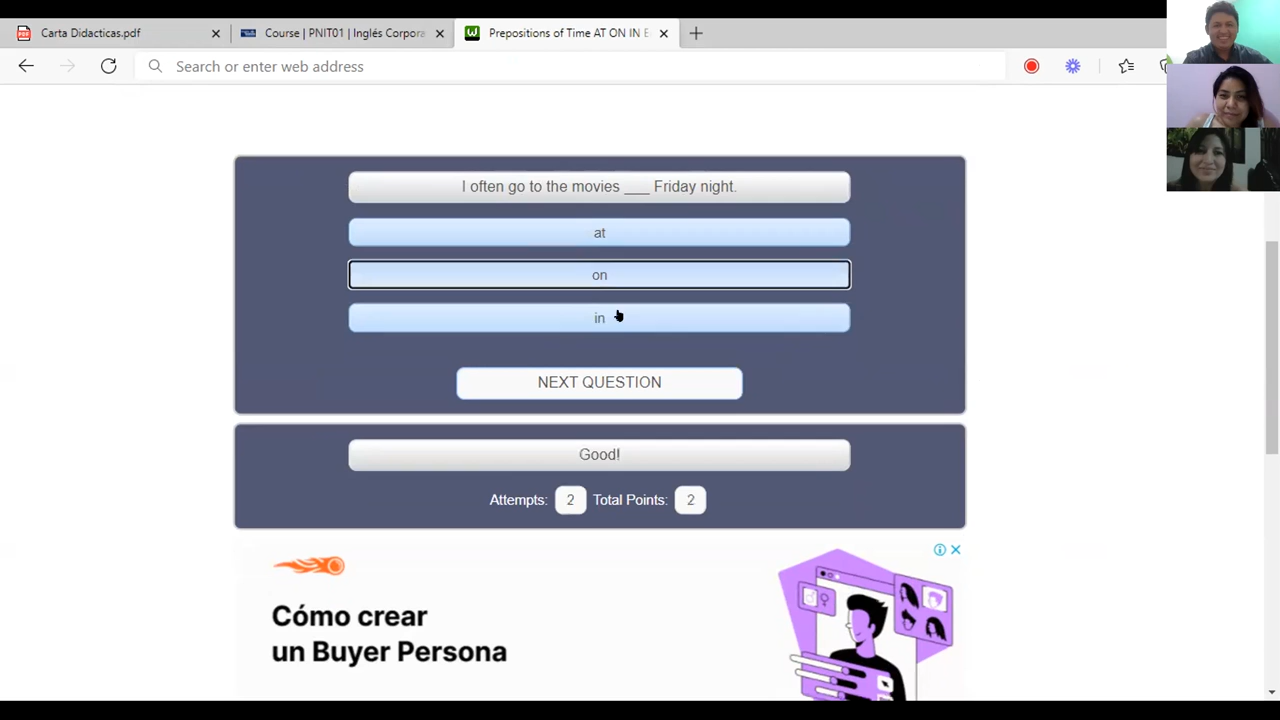 Carta Didacticas.pdf
Course | PNIT01 | Inglés Corpora
Prepositions of Time AT ON IN E
Search or enter web address
I often go to the movies ___ Friday night.
at
on
in
NEXT QUESTION
Good!
Attempts: 2 Total Points: 2
Cómo crear
un Buyer Persona